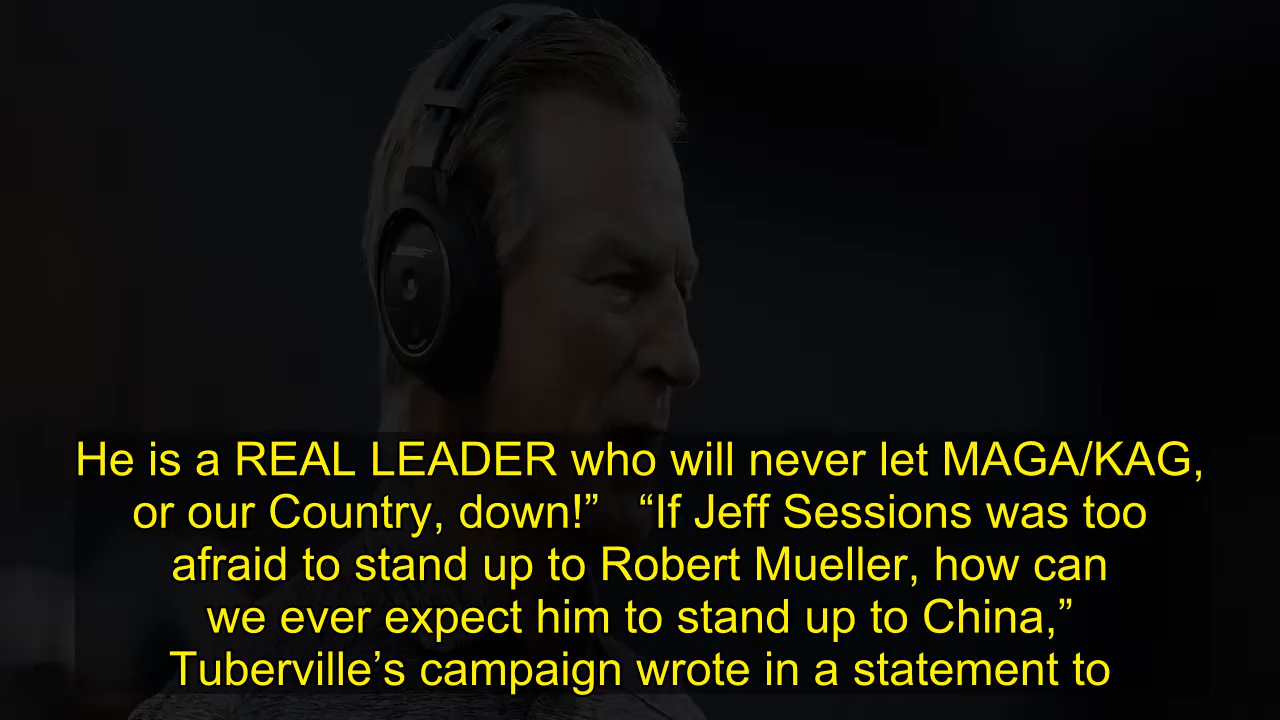 He is a REAL LEADER who will never let MAGA/KAG,
or our Country, down!”   “If Jeff Sessions was too
afraid to stand up to Robert Mueller, how can
we ever expect him to stand up to China,”
Tuberville’s campaign wrote in a statement to